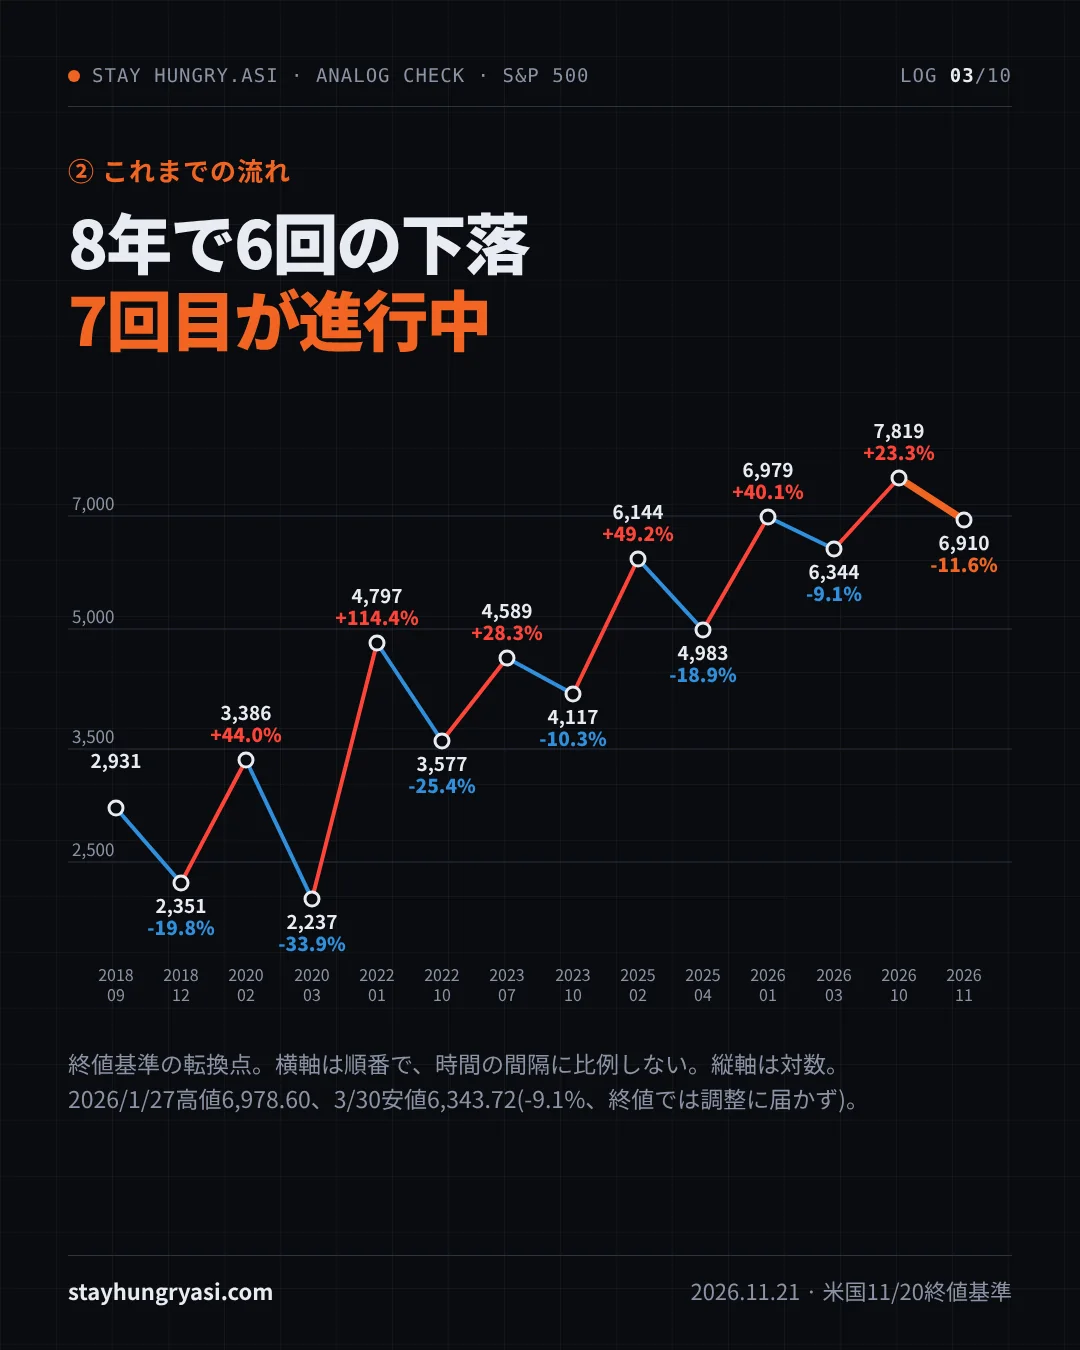 STAY HUNGRY.ASI · ANALOG CHECK · S&P 500
LOG 03/10
② これまでの流れ
8年で6回の下落
7回目が進行中
7,819
+23.3%
6,979
+40.1%
7,000
6,144
+49.2%
6,910
-11.6%
6,344
-9.1%
4,797
+114.4%
4,589
+28.3%
5,000
4,983
-18.9%
3,386
+44.0%
4,117
-10.3%
3,500
2,931
3,577
-25.4%
2,500
2,351
-19.8%
2,237
-33.9%
2018 2018 2020 2020 2022 2022 2023 2023 2025 2025 2026 2026 2026 2026
09 12 02 03 01 10 07 10 02 04 01 03 10 11
終値基準の転換点。横軸は順番で、時間の間隔に比例しない。縦軸は対数。
2026/1/27高値6,978.60、3/30安値6,343.72(-9.1%、終値では調整に届かず)。
stayhungryasi.com
2026.11.21 · 米国11/20終値基準